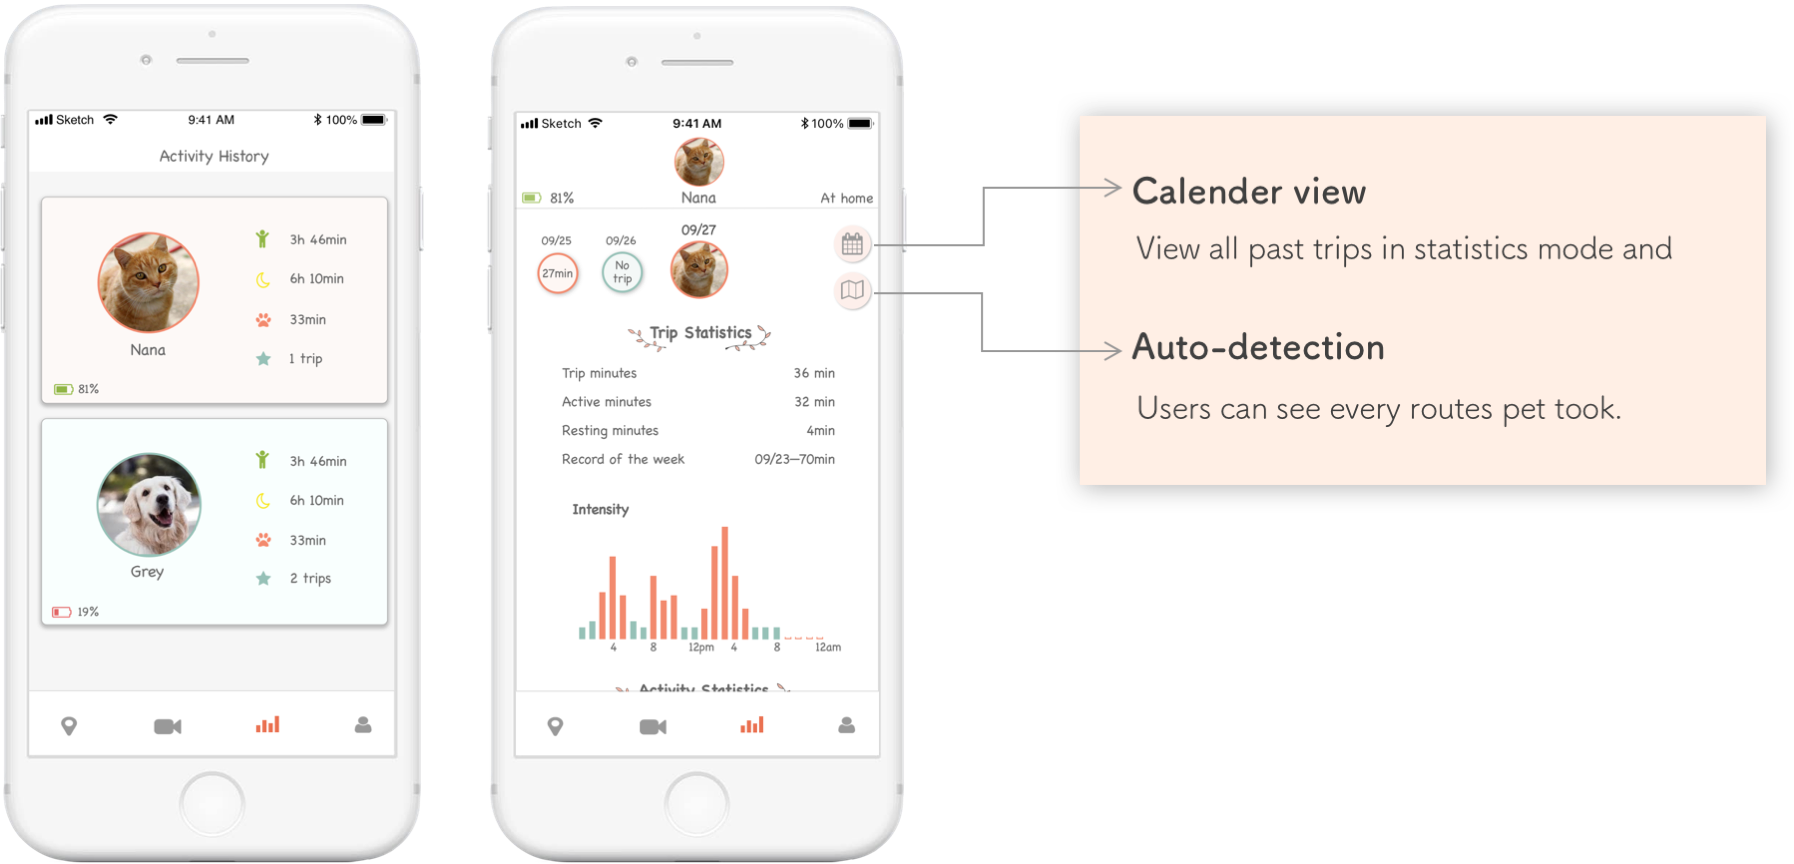 Sketch 9:41 AM 100%
Activity History
3h 46min
6h 10min
33min
Nana
1 trip
81%
3h 46min
6h 10min
33min
Grey
2 trips
19%
Sketch 9:41 AM 100%
81% Nana At home
09/25 09/26 09/27
27min
No
trip
Trip Statistics
Trip minutes 36 min
Active minutes 32 min
Resting minutes 4min
Record of the week 09/23—70min
Intensity
4 8 12pm 4 8 12am
Activity Statistics
Calender view
View all past trips in statistics mode and
Auto-detection
Users can see every routes pet took.